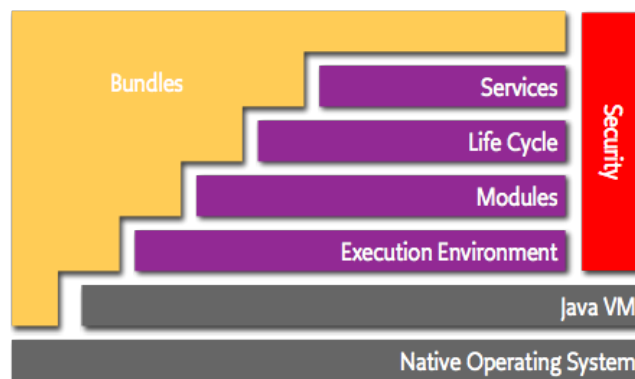 Bundles
Services
Life Cycle
Modules
Execution Environment
Java VM
Native Operating System
Security